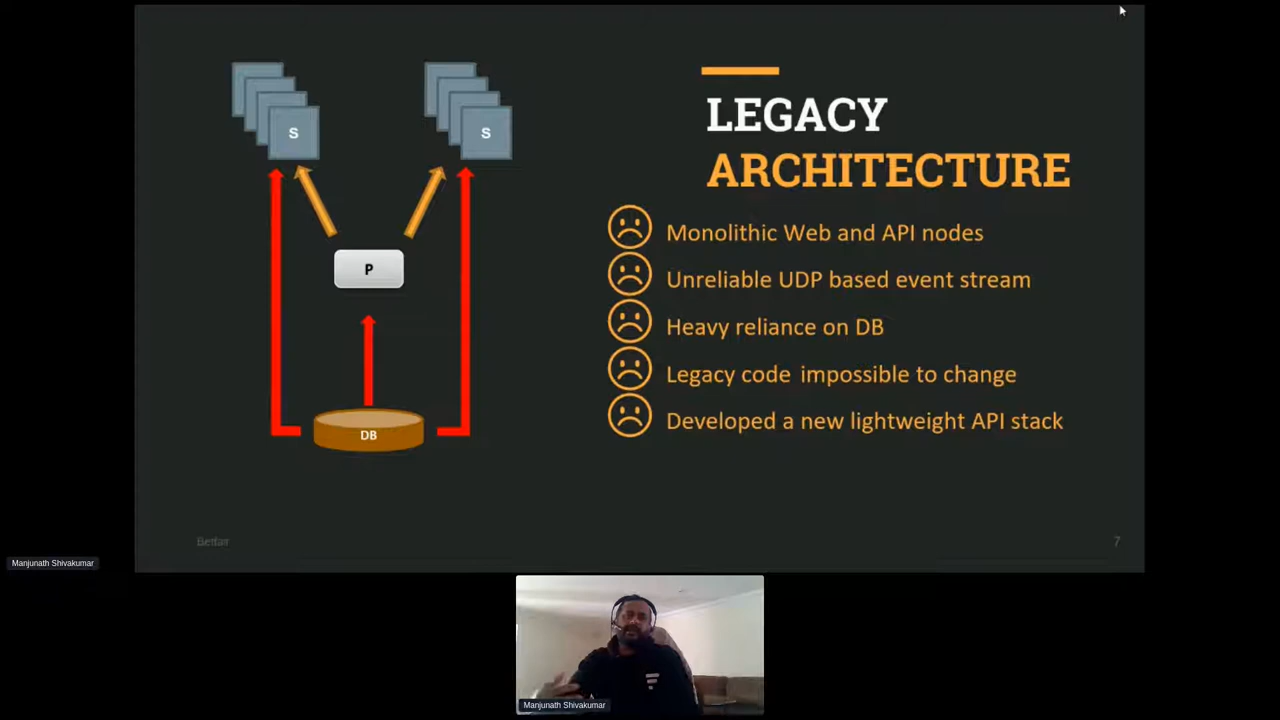 S
S
P
DB
LEGACY
ARCHITECTURE
Monolithic Web and API nodes
Unreliable UDP based event stream
Heavy reliance on DB
Legacy code impossible to change
Developed a new lightweight API stack
Betfair
7
Manjunath Shivakumar
Manjunath Shivakumar